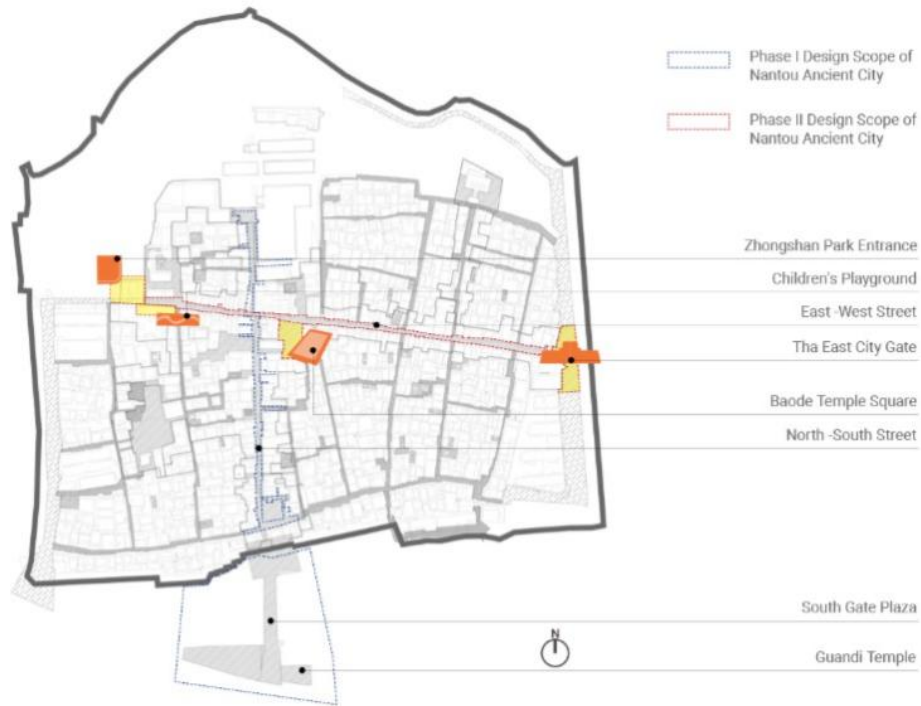 Phase I Design Scope of
Nantou Ancient City
Phase II Design Scope of
Nantou Ancient City
Zhongshan Park Entrance
Children's Playground
East -West Street
Tha East City Gate
Baode Temple Square
North -South Street
South Gate Plaza
N
Guandi Temple